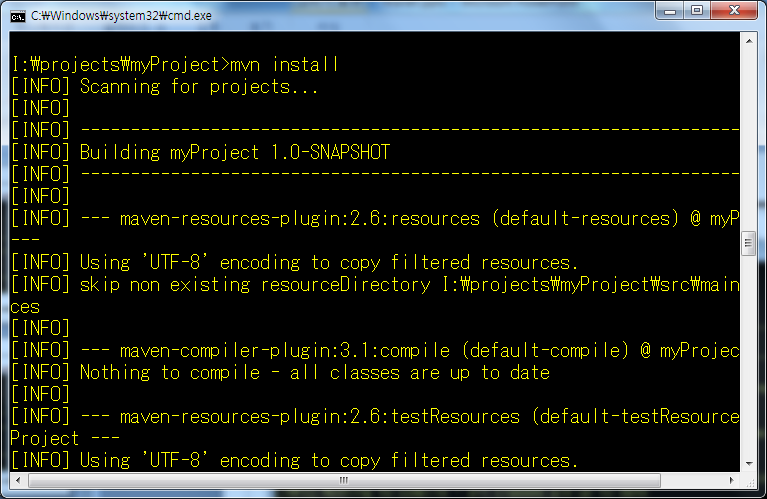 C:₩Windows₩system32₩cmd.exe
I:₩projects₩myProject>mvn install
[INFO] Scanning for projects...
[INFO]
[INFO] ------------------------------------------------------------------
[INFO] Building myProject 1.0-SNAPSHOT
[INFO] ------------------------------------------------------------------
[INFO]
[INFO] --- maven-resources-plugin:2.6:resources (default-resources) @ myP
---
[INFO] Using 'UTF-8' encoding to copy filtered resources.
[INFO] skip non existing resourceDirectory I:₩projects₩myProject₩src₩main
ces
[INFO]
[INFO] --- maven-compiler-plugin:3.1:compile (default-compile) @ myProjec
[INFO] Nothing to compile - all classes are up to date
[INFO]
[INFO] --- maven-resources-plugin:2.6:testResources (default-testResource
Project ---
[INFO] Using 'UTF-8' encoding to copy filtered resources.